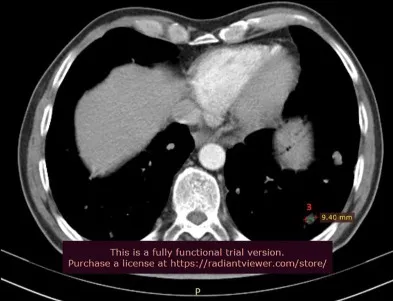 3
9.40 mm
This is a fully functional trial version.
Purchase a license at https://radiantviewer.com/store/
P